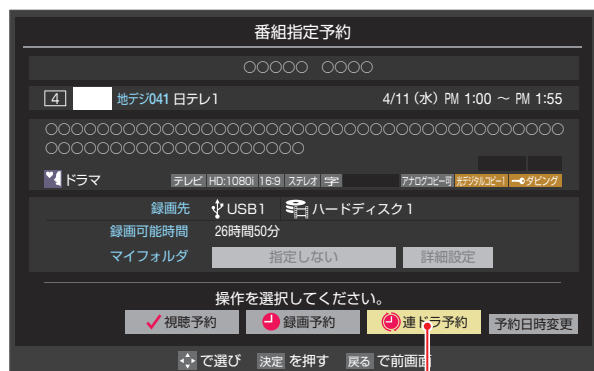 番組指定予約
○○○○○　○○○○
4 地デジ041 日テレ1 4/11 (水) PM 1:00 ～ PM 1:55
○○○○○○○○○○○○○○○○○○○○○○○○○○○○○○○○○○○○○○○○
○○○○○○○○○○○○○○○○○○○○
ドラマ テレビ HD:1080i 16:9 ステレオ 字 アナログコピー可 光デジタルコピー1 ダビング
録画先 USB1 ハードディスク1
録画可能時間 26時間50分
マイフォルダ 指定しない 詳細設定
操作を選択してください。
視聴予約 録画予約 連ドラ予約 予約日時変更
で選び 決定 を押す 戻る で前画面